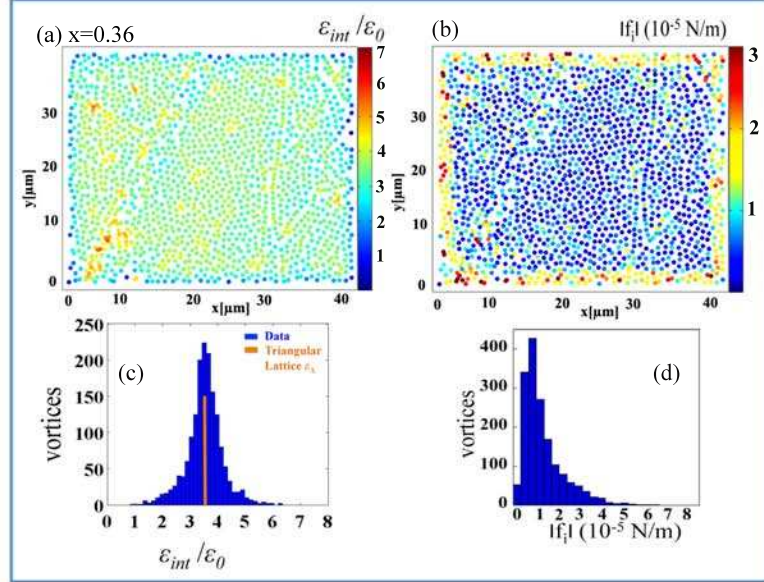 (a) x=0.36
ε_int /ε_0
7
6
5
4
3
2
1
30
20
10
0
y[μm]
0 10 20 30 40
x[μm]
(b)
|f_i| (10^-5 N/m)
3
2
1
30
20
10
0
y[μm]
0 10 20 30 40
x[μm]
(c)
250
200
150
100
50
0
vortices
Data
Triangular
Lattice ε_Λ
0 1 2 3 4 5 6 7 8
ε_int /ε_0
(d)
400
300
200
100
0
vortices
0 1 2 3 4 5 6 7 8
|f_i| (10^-5 N/m)